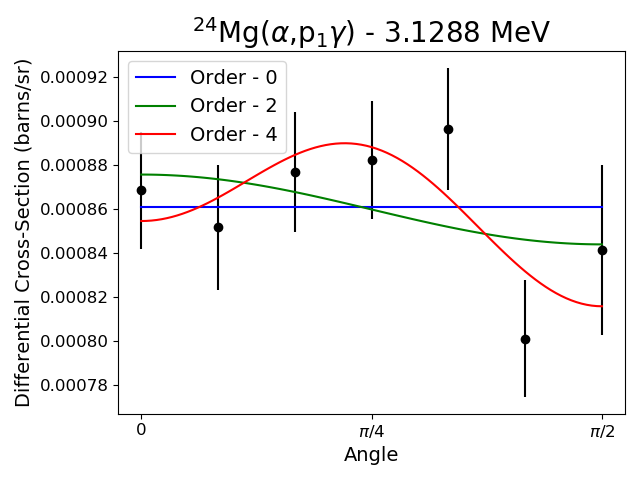 ²⁴Mg(α,p₁γ) - 3.1288 MeV
Order - 0
Order - 2
Order - 4
Differential Cross-Section (barns/sr)
0.00092
0.00090
0.00088
0.00086
0.00084
0.00082
0.00080
0.00078
0
π/4
π/2
Angle